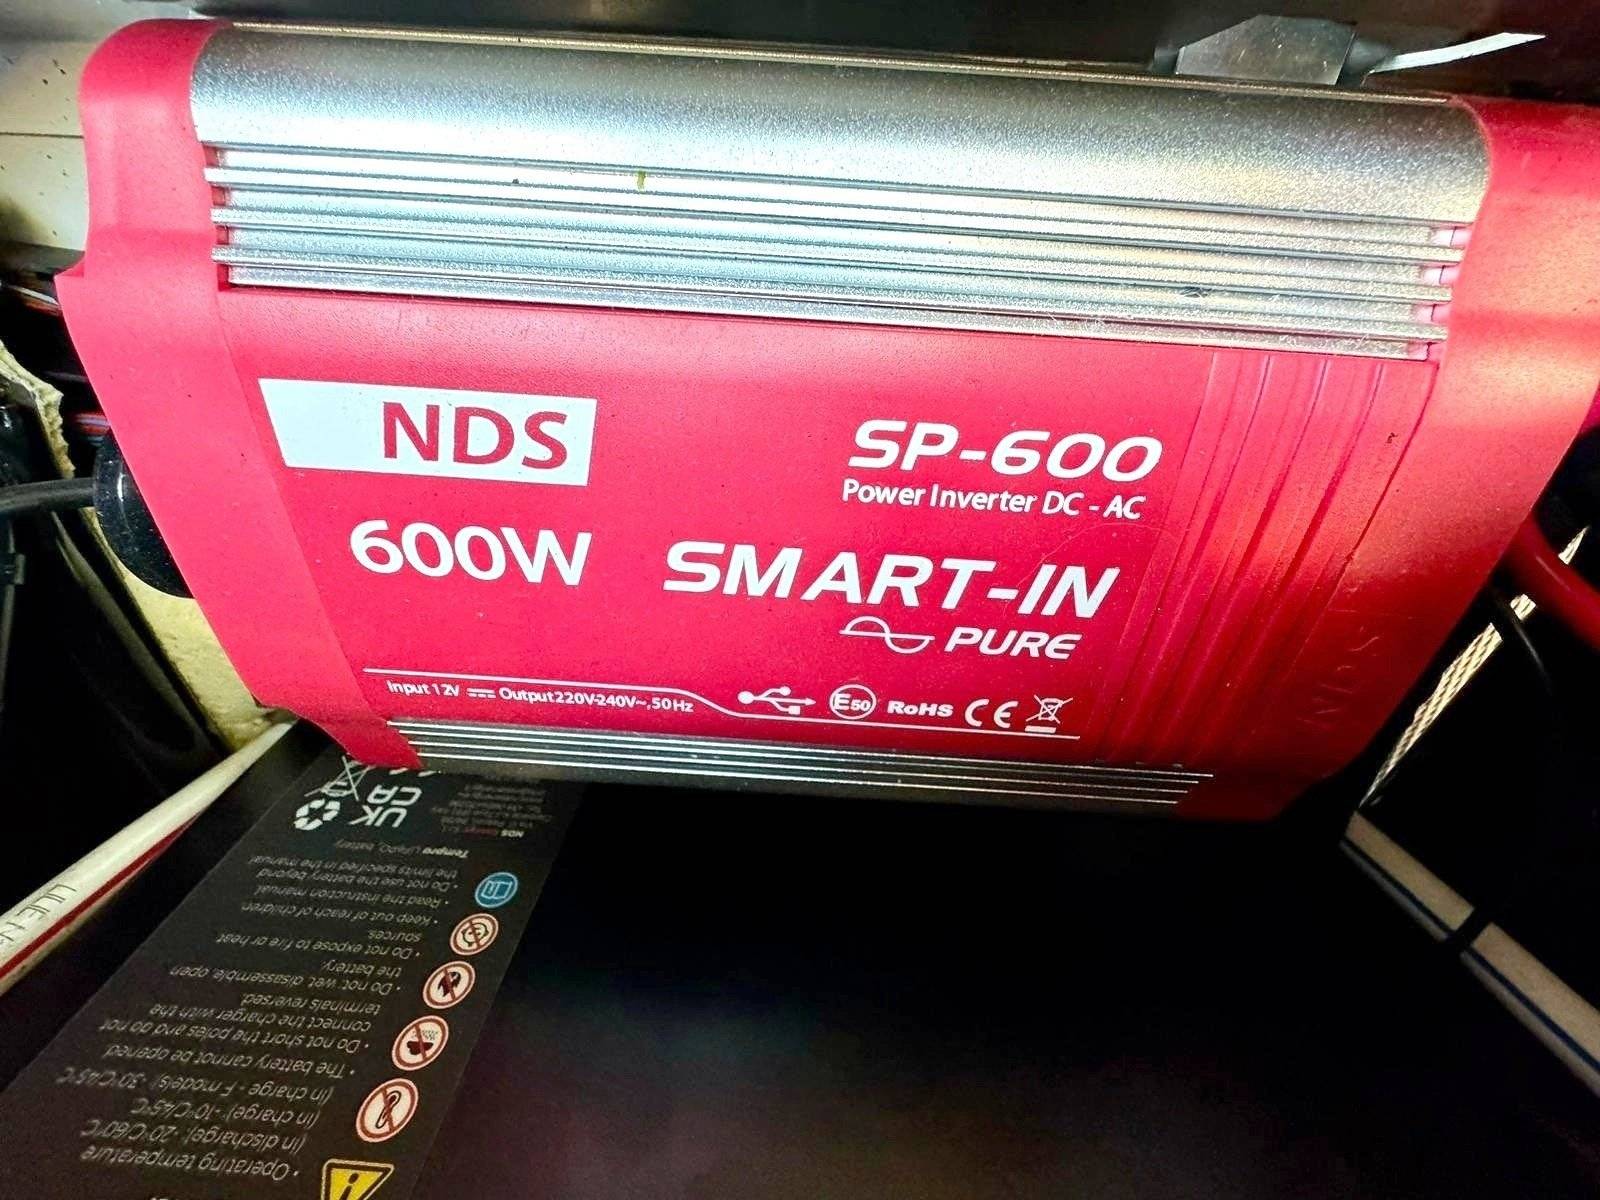 NDS
SP-600
Power Inverter DC - AC
600W
SMART-IN
PURE
Input 12V Output 220V-240V~, 50Hz
E50 RoHS CE
NDS
UK
CA
Tempra LiFePO4 battery
• Do not use the battery beyond
the limits specified in the manual
• Read the instruction manual.
• Keep out of reach of children
• Do not expose to fire or heat
sources.
• Do not wet, disassemble, open
the battery.
• Do not short the poles and do not
connect the charger with the
terminals reversed.
• The battery cannot be opened
• Operating temperature
(in discharge): -20°C/60°C
(in charge): -10°C/45°C
(in charge - F models): -30°C/45°C